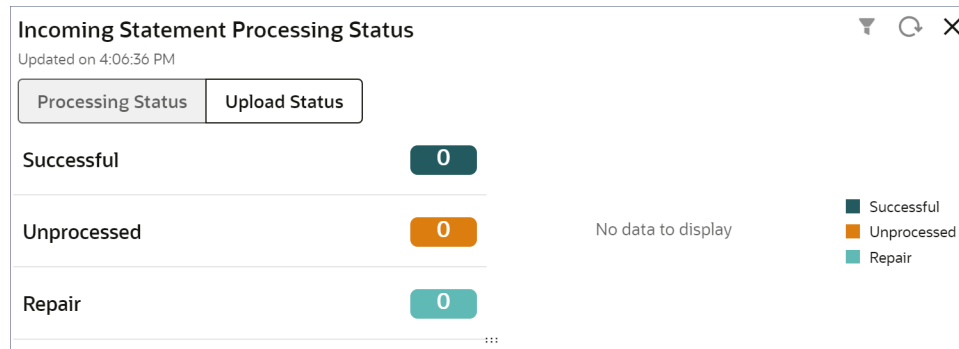 Incoming Statement Processing Status
Updated on 4:06:36 PM
Processing Status Upload Status
Successful 0
Unprocessed 0
Repair 0
No data to display
Successful
Unprocessed
Repair